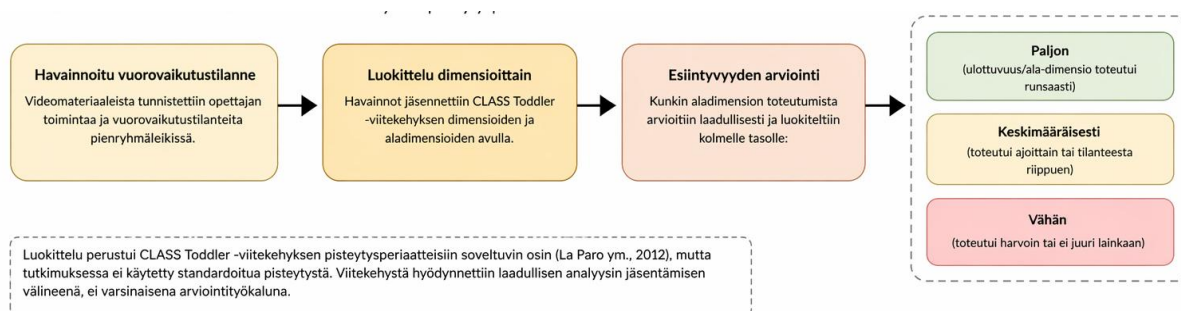 Havainnoitu vuorovaikutustilanne
Videomateriaaleista tunnistettiin opettajan
toimintaa ja vuorovaikutustilanteita
pienryhmäleikissä.
Luokittelu dimensioittain
Havainnot jäsennettiin CLASS Toddler
-viitekehyksen dimensioiden ja
aladimensioiden avulla.
Esiintyvyyden arviointi
Kunkin aladimension toteutumista
arvioitiin laadullisesti ja luokiteltiin
kolmelle tasolle:
Paljon
(ulottuvuus/ala-dimensio toteutui
runsaasti)
Keskimääräisesti
(toteutui ajoittain tai tilanteesta
riippuen)
Vähän
(toteutui harvoin tai ei juuri lainkaan)
Luokittelu perustui CLASS Toddler -viitekehyksen pisteytysperiaatteisiin soveltuvin osin (La Paro ym., 2012), mutta
tutkimuksessa ei käytetty standardoitua pisteytystä. Viitekehystä hyödynnettiin laadullisen analyysin jäsentämisen
välineenä, ei varsinaisena arviointityökaluna.